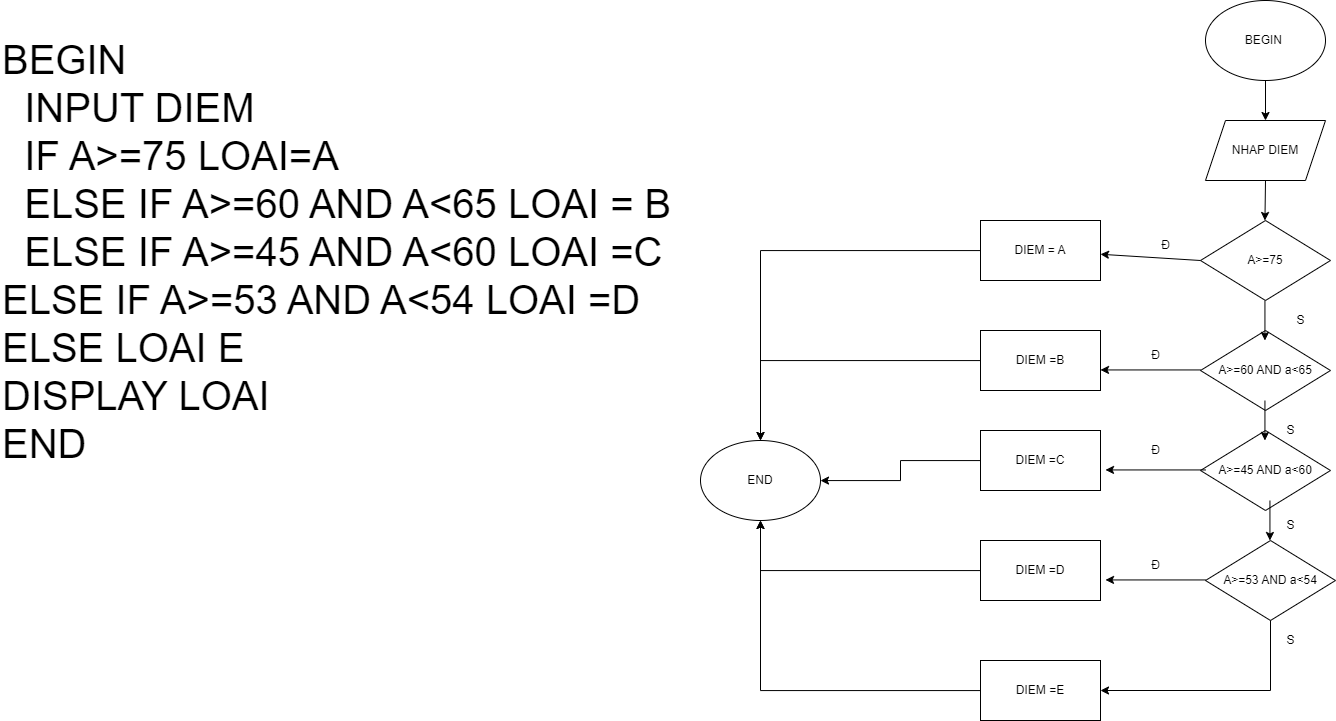 BEGIN
INPUT DIEM
IF A>=75 LOAI=A
ELSE IF A>=60 AND A<65 LOAI = B
ELSE IF A>=45 AND A<60 LOAI =C
ELSE IF A>=53 AND A<54 LOAI =D
ELSE LOAI E
DISPLAY LOAI
END
BEGIN
NHAP DIEM
A>=75
Đ
DIEM = A
S
A>=60 AND a<65
Đ
DIEM =B
S
A>=45 AND a<60
Đ
DIEM =C
END
S
A>=53 AND a<54
Đ
DIEM =D
S
DIEM =E